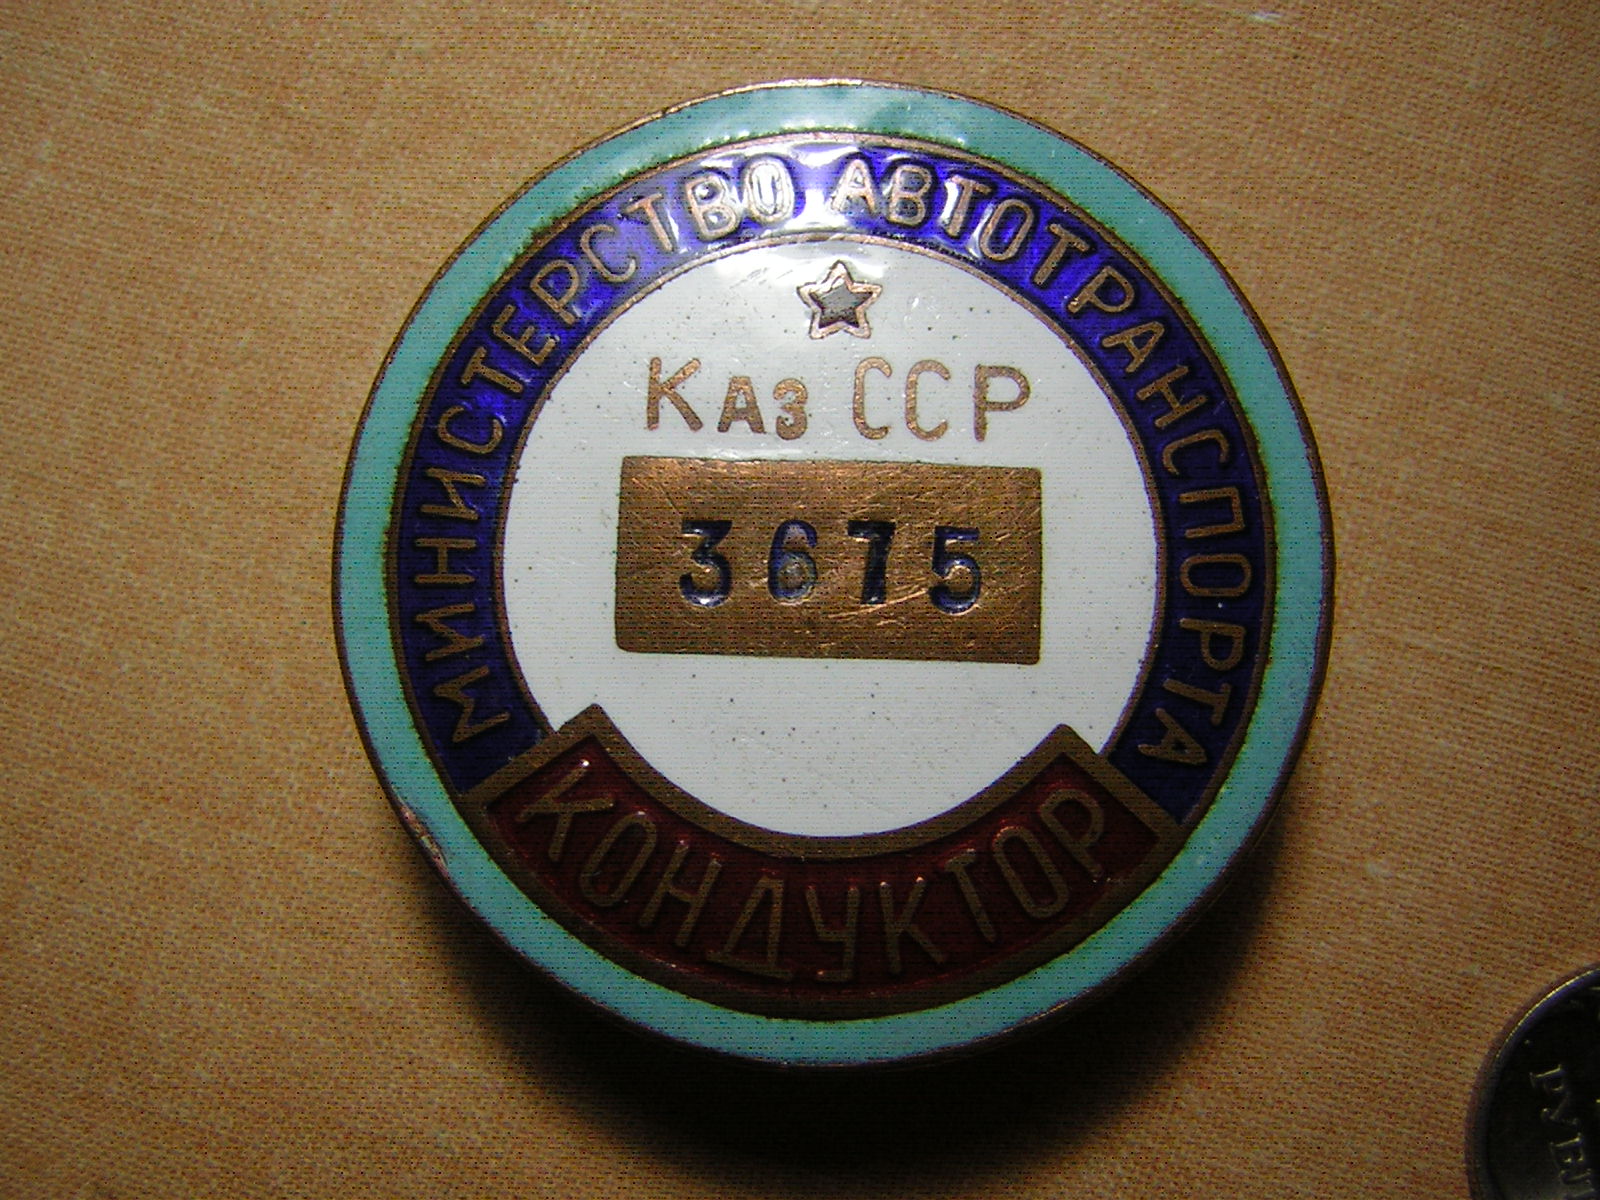 МИНИСТЕРСТВО АВТОТРАНСПОРТА
КАЗ ССР
3675
КОНДУКТОР